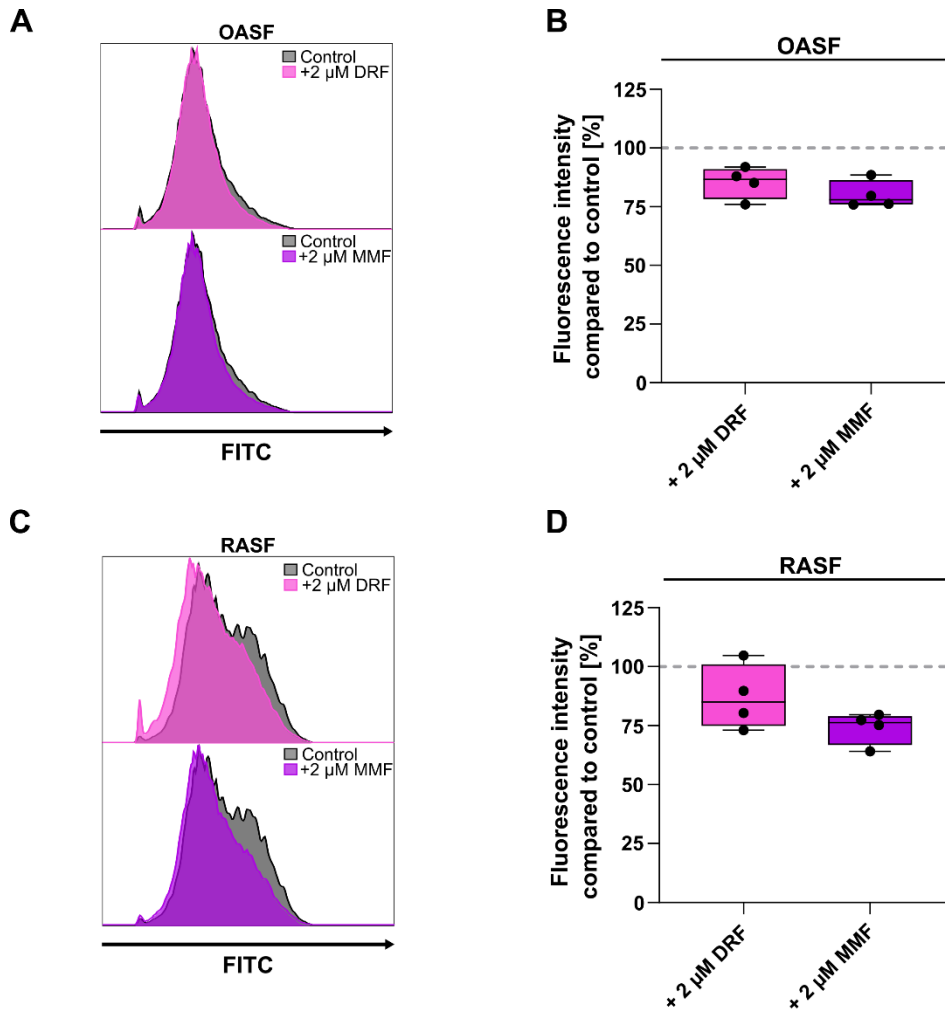 A
OASF
Control
+2 µM DRF
Control
+2 µM MMF
FITC
B
OASF
Fluorescence intensity
compared to control [%]
125
100
75
50
25
0
+ 2 µM DRF
+ 2 µM MMF
C
RASF
Control
+2 µM DRF
Control
+2 µM MMF
FITC
D
RASF
Fluorescence intensity
compared to control [%]
125
100
75
50
25
0
+ 2 µM DRF
+ 2 µM MMF